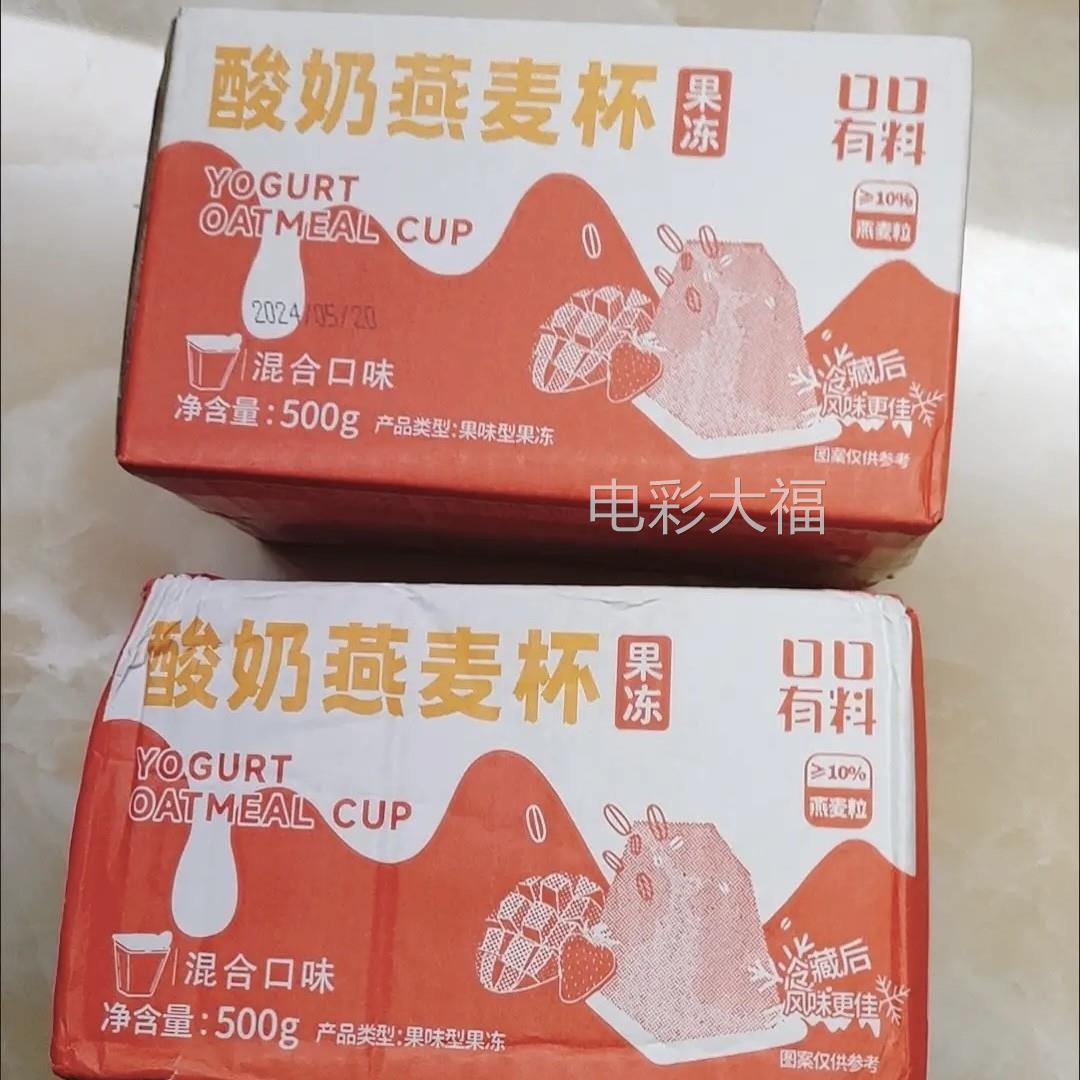 酸奶燕麦杯
果冻
口口
有料
YOGURT
OATMEAL CUP
≥10%
燕麦粒
2024/05/20
混合口味
净含量:500g 产品类型:果味型果冻
冷藏后
风味更佳
图案仅供参考
电彩大福
酸奶燕麦杯
果冻
口口
有料
YOGURT
OATMEAL CUP
≥10%
燕麦粒
混合口味
净含量:500g 产品类型:果味型果冻
冷藏后
风味更佳
图案仅供参考